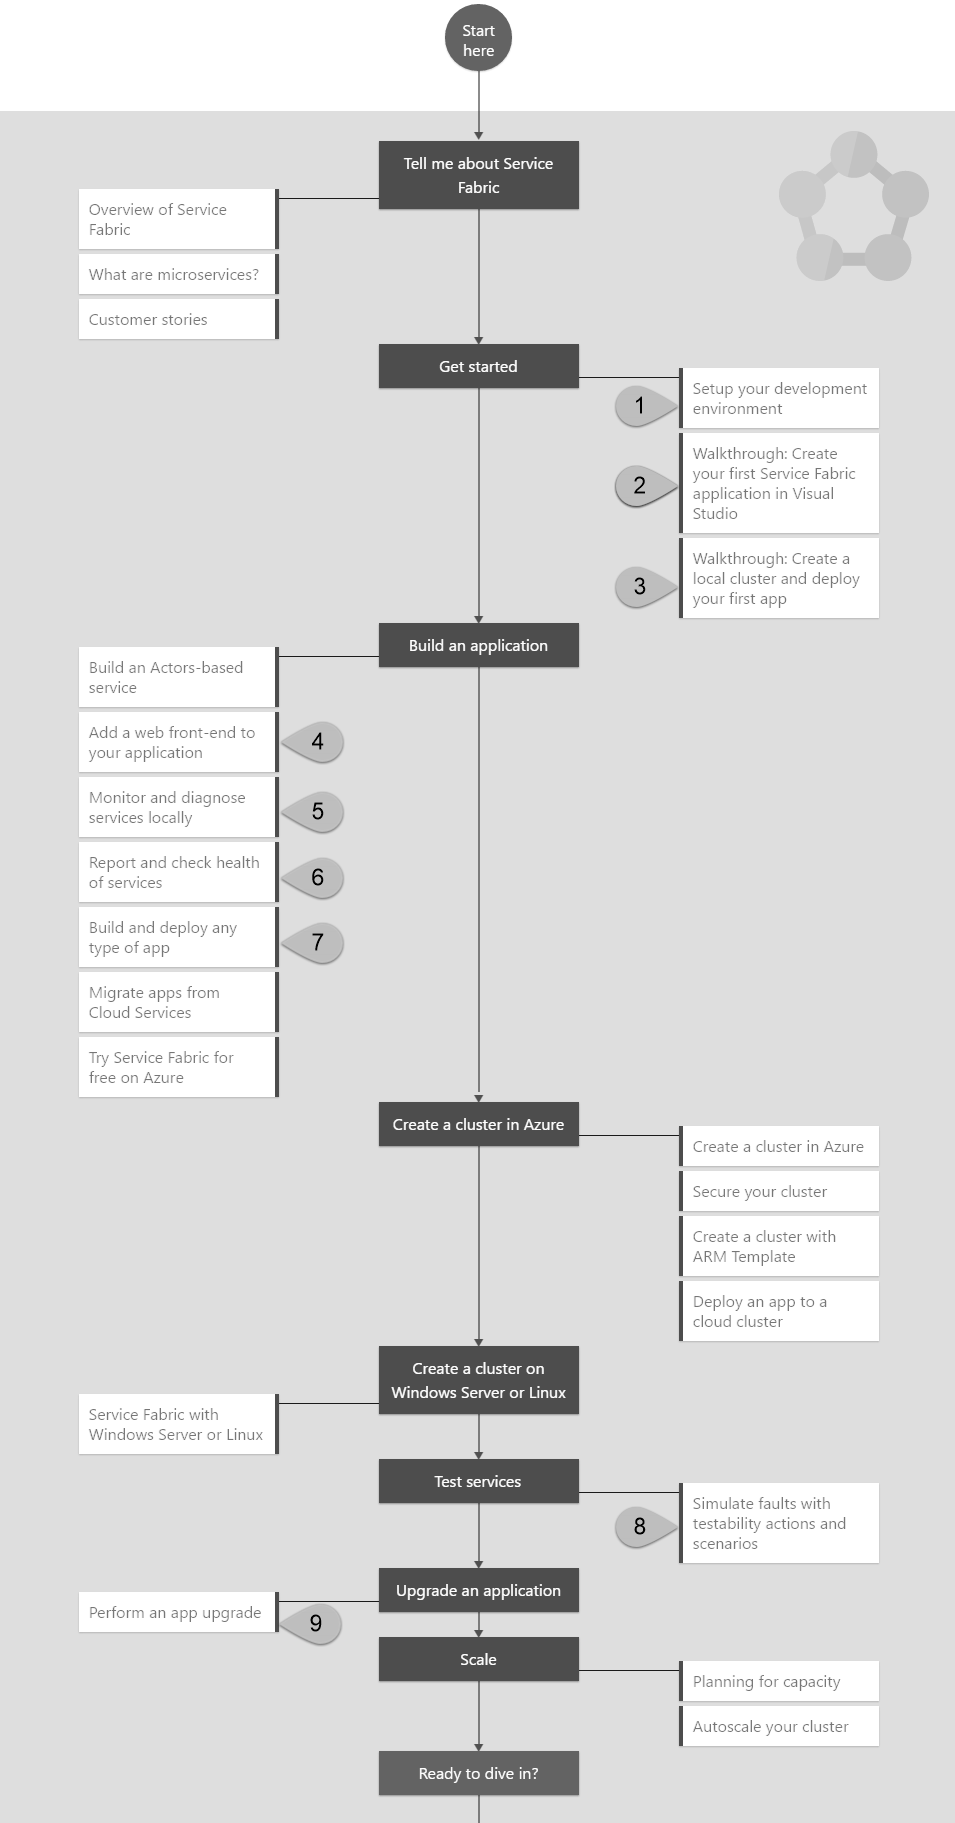 Start
here
Tell me about Service
Fabric
Overview of Service
Fabric
What are microservices?
Customer stories
Get started
1
Setup your development
environment
2
Walkthrough: Create
your first Service Fabric
application in Visual
Studio
3
Walkthrough: Create a
local cluster and deploy
your first app
Build an application
Build an Actors-based
service
Add a web front-end to
your application
4
Monitor and diagnose
services locally
5
Report and check health
of services
6
Build and deploy any
type of app
7
Migrate apps from
Cloud Services
Try Service Fabric for
free on Azure
Create a cluster in Azure
Create a cluster in Azure
Secure your cluster
Create a cluster with
ARM Template
Deploy an app to a
cloud cluster
Create a cluster on
Windows Server or Linux
Service Fabric with
Windows Server or Linux
Test services
8
Simulate faults with
testability actions and
scenarios
Upgrade an application
Perform an app upgrade
9
Scale
Planning for capacity
Autoscale your cluster
Ready to dive in?